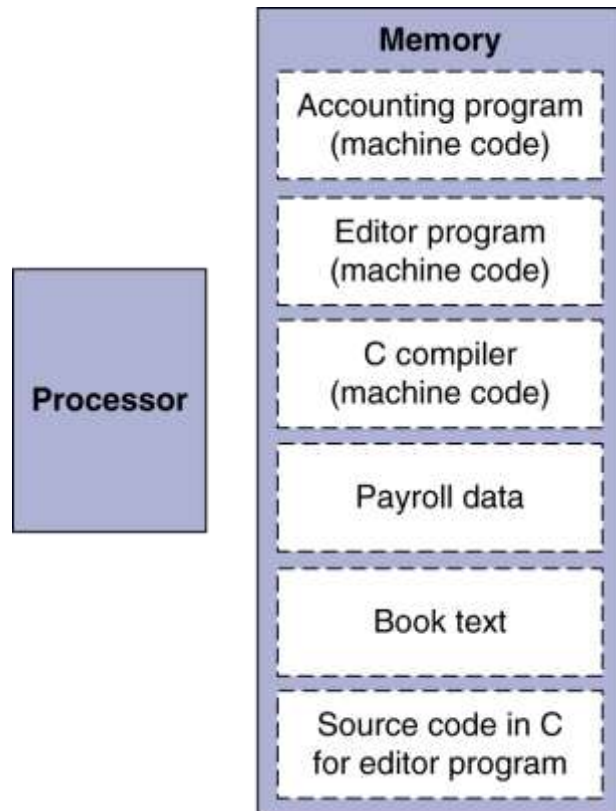 Memory
Accounting program
(machine code)
Editor program
(machine code)
C compiler
(machine code)
Processor
Payroll data
Book text
Source code in C
for editor program